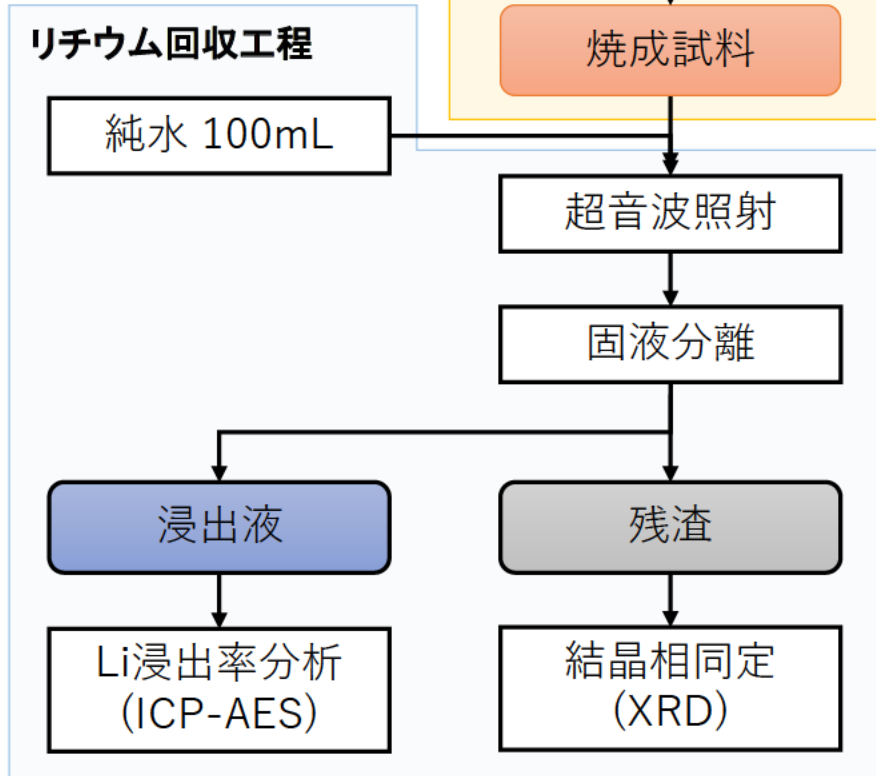 リチウム回収工程
焼成試料
純水 100mL
超音波照射
固液分離
浸出液
残渣
Li浸出率分析
(ICP-AES)
結晶相同定
(XRD)